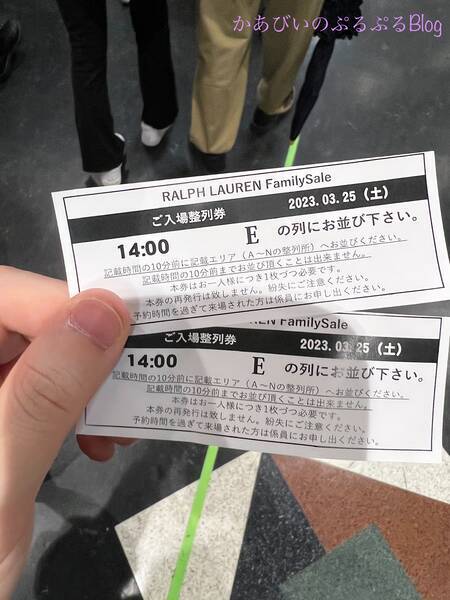 かあびいのぷるぷるBlog
RALPH LAUREN FamilySale
ご入場整列券 2023. 03. 25（土）
14:00 E の列にお並び下さい。
記載時間の10分前に記載エリア（A～Nの整列所）へお並びください。
記載時間の10分前までお並び頂くことは出来ません。
本券はお一人様につき1枚づつ必要です。
本券の再発行は致しません。紛失にご注意ください。
予約時間を過ぎて来場された方は係員にお申し出ください。
FamilySale
ご入場整列券 2023. 03. 25（土）
14:00 E の列にお並び下さい。
記載時間の10分前に記載エリア（A～Nの整列所）へお並びください。
記載時間の10分前までお並び頂くことは出来ません。
本券はお一人様につき1枚づつ必要です。
本券の再発行は致しません。紛失にご注意ください。
予約時間を過ぎて来場された方は係員にお申し出ください。